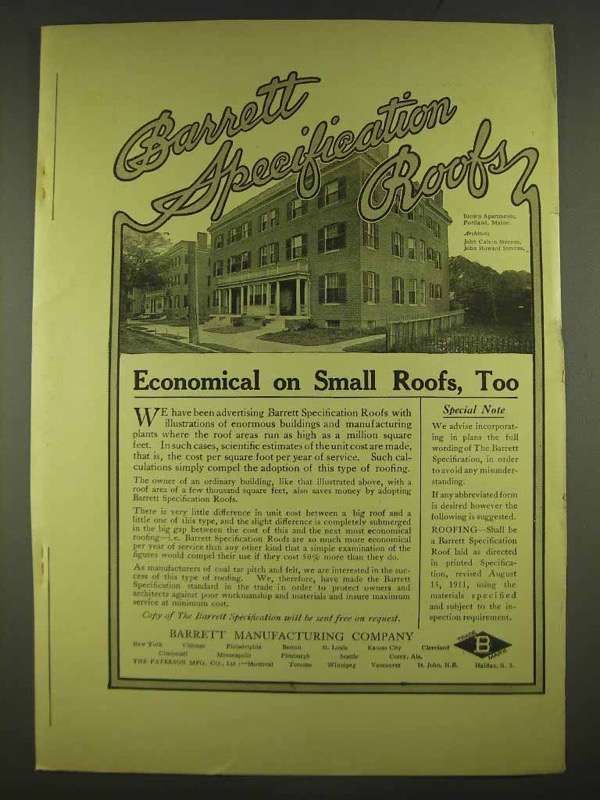 Barrett
Specification
Roofs
Brown Apartments,
Portland, Maine.
Architects
John Calvin Stevens,
John Howard Stevens.
Economical on Small Roofs, Too
WE have been advertising Barrett Specification Roofs with
illustrations of enormous buildings and manufacturing
plants where the roof areas run as high as a million square
feet. In such cases, scientific estimates of the unit cost are made,
that is, the cost per square foot per year of service. Such cal-
culations simply compel the adoption of this type of roofing.
The owner of an ordinary building, like that illustrated above, with a
roof area of a few thousand square feet, also saves money by adopting
Barrett Specification Roofs.
There is very little difference in unit cost between a big roof and a
little one of this type, and the slight difference is completely submerged
in the big gap between the cost of this and the next most economical
roofing—i.e. Barrett Specification Roofs are so much more economical
per year of service than any other kind that a simple examination of the
figures would compel their use if they cost 50% more than they do.
As manufacturers of coal tar pitch and felt, we are interested in the suc-
cess of this type of roofing. We, therefore, have made the Barrett
Specification standard in the trade in order to protect owners and
architects against poor workmanship and materials and insure maximum
service at minimum cost.
Copy of The Barrett Specification will be sent free on request.
Special Note
We advise incorporat-
ing in plans the full
wording of The Barrett
Specification, in order
to avoid any misunder-
standing.
If any abbreviated form
is desired however the
following is suggested.
ROOFING—Shall be
a Barrett Specification
Roof laid as directed
in printed Specifica-
tion, revised August
15, 1911, using the
materials specified
and subject to the in-
spection requirement.
BARRETT MANUFACTURING COMPANY
New York Chicago Philadelphia Boston St. Louis Kansas City Cleveland
Cincinnati Minneapolis Pittsburgh Seattle Corey, Ala.
THE PATERSON MFG. CO., Ltd.—Montreal Toronto Winnipeg Vancouver St. John, N.B. Halifax, N. S.
TRADE
B
MARK